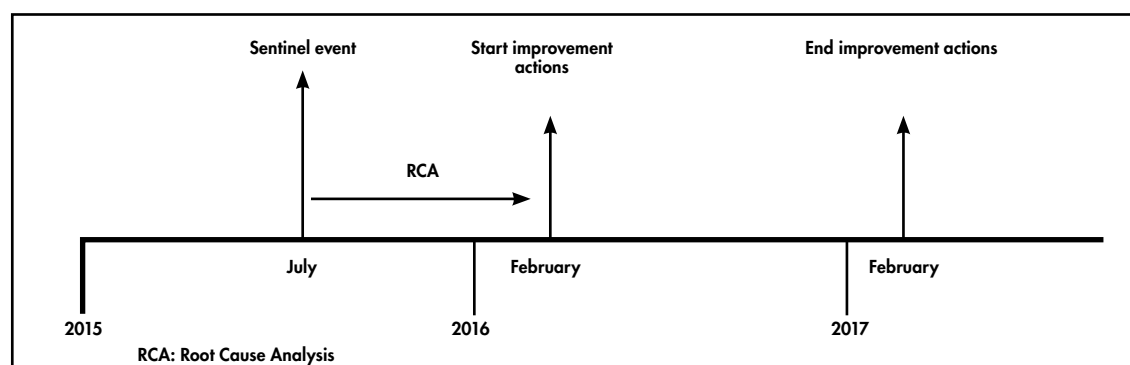 Sentinel event
Start improvement
actions
End improvement actions
RCA
July
February
February
2015
2016
2017
RCA: Root Cause Analysis